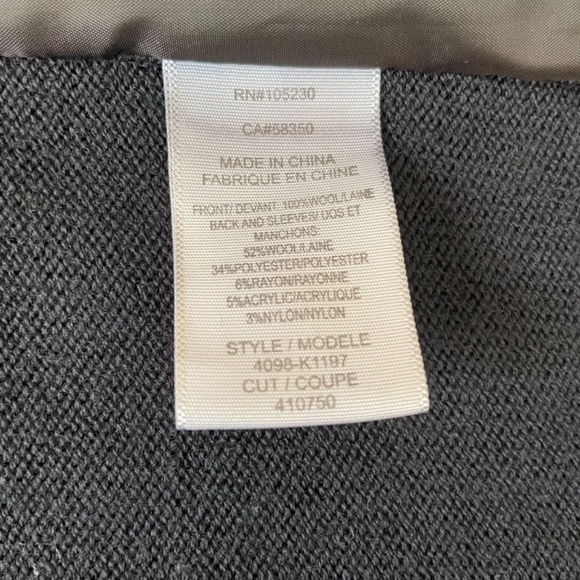 RN#105230
CA#58350
MADE IN CHINA
FABRIQUE EN CHINE
FRONT/ DEVANT 100%WOOL/LAINE
BACK AND SLEEVES/ DOS ET
MANCHONS:
52%WOOL/LAINE
34%POLYESTER/POLYESTER
6%RAYON/RAYONNE
5%ACRYLIC/ACRYLIQUE
3%NYLON/NYLON
STYLE / MODELE
4098-K1197
CUT / COUPE
410750